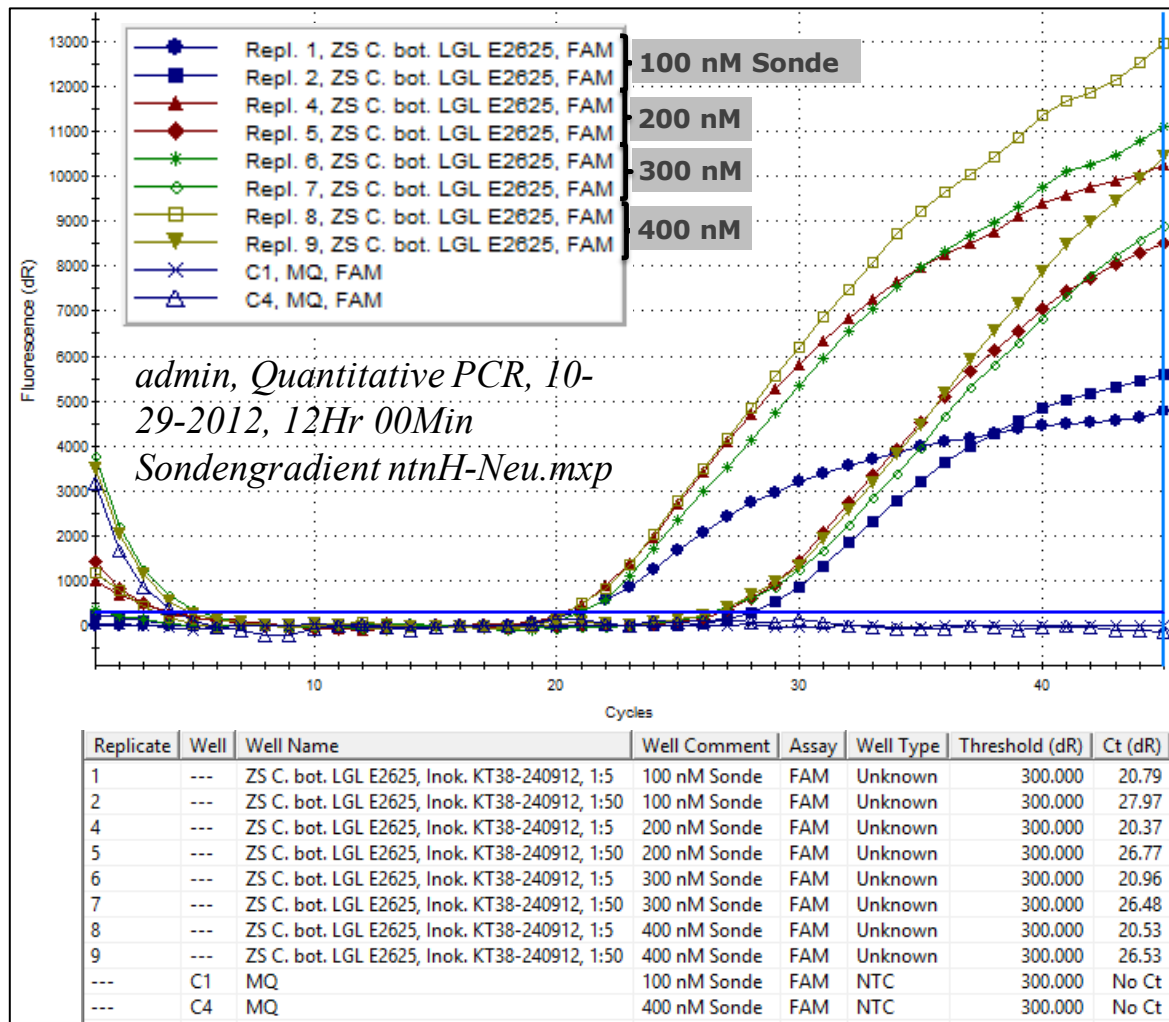 13000
12000
11000
10000
9000
8000
7000
6000
5000
4000
3000
2000
1000
0
Fluorescence (dR)
Repl. 1, ZS C. bot. LGL E2625, FAM
Repl. 2, ZS C. bot. LGL E2625, FAM
Repl. 4, ZS C. bot. LGL E2625, FAM
Repl. 5, ZS C. bot. LGL E2625, FAM
Repl. 6, ZS C. bot. LGL E2625, FAM
Repl. 7, ZS C. bot. LGL E2625, FAM
Repl. 8, ZS C. bot. LGL E2625, FAM
Repl. 9, ZS C. bot. LGL E2625, FAM
C1, MQ, FAM
C4, MQ, FAM
100 nM Sonde
200 nM
300 nM
400 nM
admin, Quantitative PCR, 10-
29-2012, 12Hr 00Min
Sondengradient ntnH-Neu.mxp
10 20 30 40
Cycles
Replicate Well Well Name Well Comment Assay Well Type Threshold (dR) Ct (dR)
1 --- ZS C. bot. LGL E2625, Inok. KT38-240912, 1:5 100 nM Sonde FAM Unknown 300.000 20.79
2 --- ZS C. bot. LGL E2625, Inok. KT38-240912, 1:50 100 nM Sonde FAM Unknown 300.000 27.97
4 --- ZS C. bot. LGL E2625, Inok. KT38-240912, 1:5 200 nM Sonde FAM Unknown 300.000 20.37
5 --- ZS C. bot. LGL E2625, Inok. KT38-240912, 1:50 200 nM Sonde FAM Unknown 300.000 26.77
6 --- ZS C. bot. LGL E2625, Inok. KT38-240912, 1:5 300 nM Sonde FAM Unknown 300.000 20.96
7 --- ZS C. bot. LGL E2625, Inok. KT38-240912, 1:50 300 nM Sonde FAM Unknown 300.000 26.48
8 --- ZS C. bot. LGL E2625, Inok. KT38-240912, 1:5 400 nM Sonde FAM Unknown 300.000 20.53
9 --- ZS C. bot. LGL E2625, Inok. KT38-240912, 1:50 400 nM Sonde FAM Unknown 300.000 26.53
--- C1 MQ 100 nM Sonde FAM NTC 300.000 No Ct
--- C4 MQ 400 nM Sonde FAM NTC 300.000 No Ct